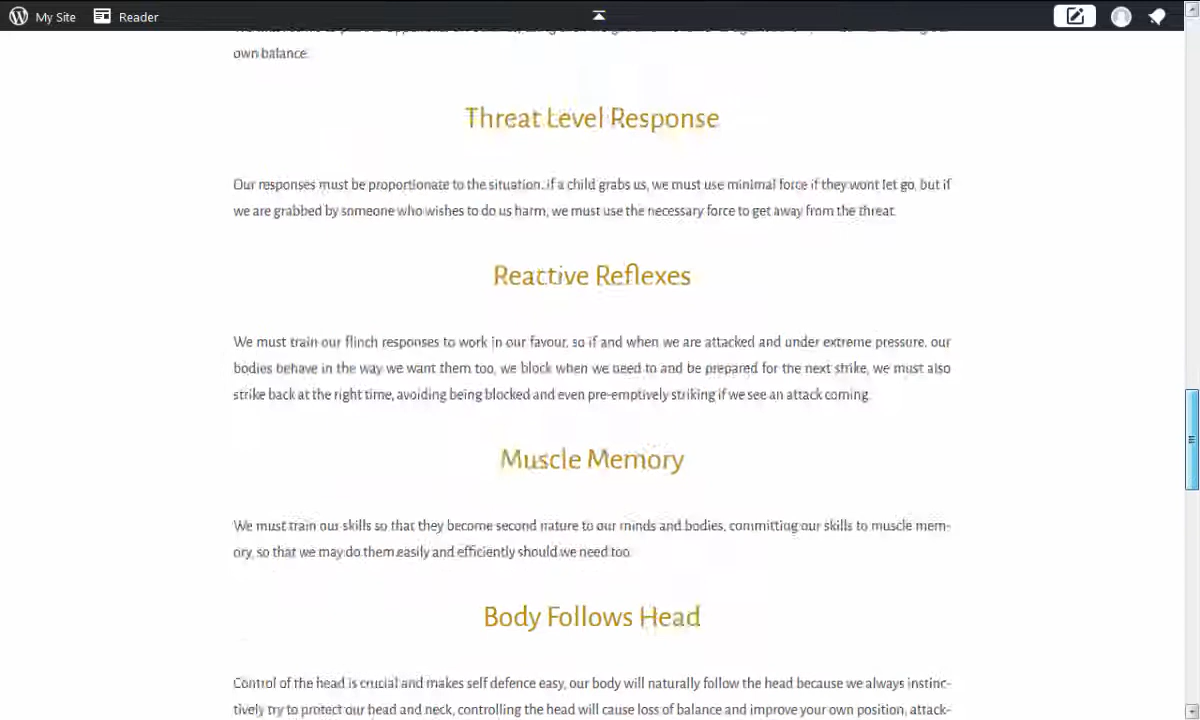 My Site Reader
own balance.
Threat Level Response
Our responses must be proportionate to the situation, if a child grabs us, we must use minimal force if they wont let go, but if
we are grabbed by someone who wishes to do us harm, we must use the necessary force to get away from the threat.
Reactive Reflexes
We must train our flinch responses to work in our favour, so if and when we are attacked and under extreme pressure, our
bodies behave in the way we want them too, we block when we need to and be prepared for the next strike, we must also
strike back at the right time, avoiding being blocked and even pre-emptively striking if we see an attack coming.
Muscle Memory
We must train our skills so that they become second nature to our minds and bodies, committing our skills to muscle mem-
ory, so that we may do them easily and efficiently should we need too.
Body Follows Head
Control of the head is crucial and makes self defence easy, our body will naturally follow the head because we always instinc-
tively try to protect our head and neck, controlling the head will cause loss of balance and improve your own position, attack-